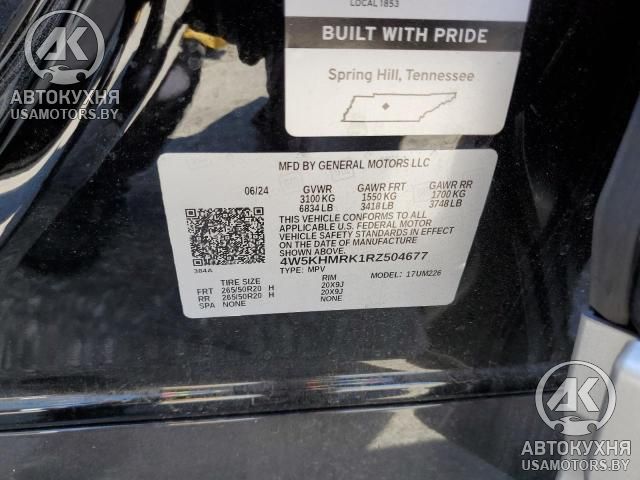 LOCAL 1853
BUILT WITH PRIDE
Spring Hill, Tennessee
AK
АВТОКУХНЯ
USAMOTORS.BY
MFD BY GENERAL MOTORS LLC
06/24 GVWR GAWR FRT GAWR RR
3100 KG 1550 KG 1700 KG
6834 LB 3418 LB 3748 LB
THIS VEHICLE CONFORMS TO ALL
APPLICABLE U.S. FEDERAL MOTOR
VEHICLE SAFETY STANDARDS IN EFFECT
ON THE DATE OF MANUFACTURE SHOWN ABOVE.
4W5KHMRK1RZ504677
TYPE: MPV MODEL: 17UM226
384A
TIRE SIZE RIM
FRT 265/50R20 H 20X9J
RR 265/50R20 H 20X9J
SPA NONE NONE
AK
АВТОКУХНЯ
USAMOTORS.BY